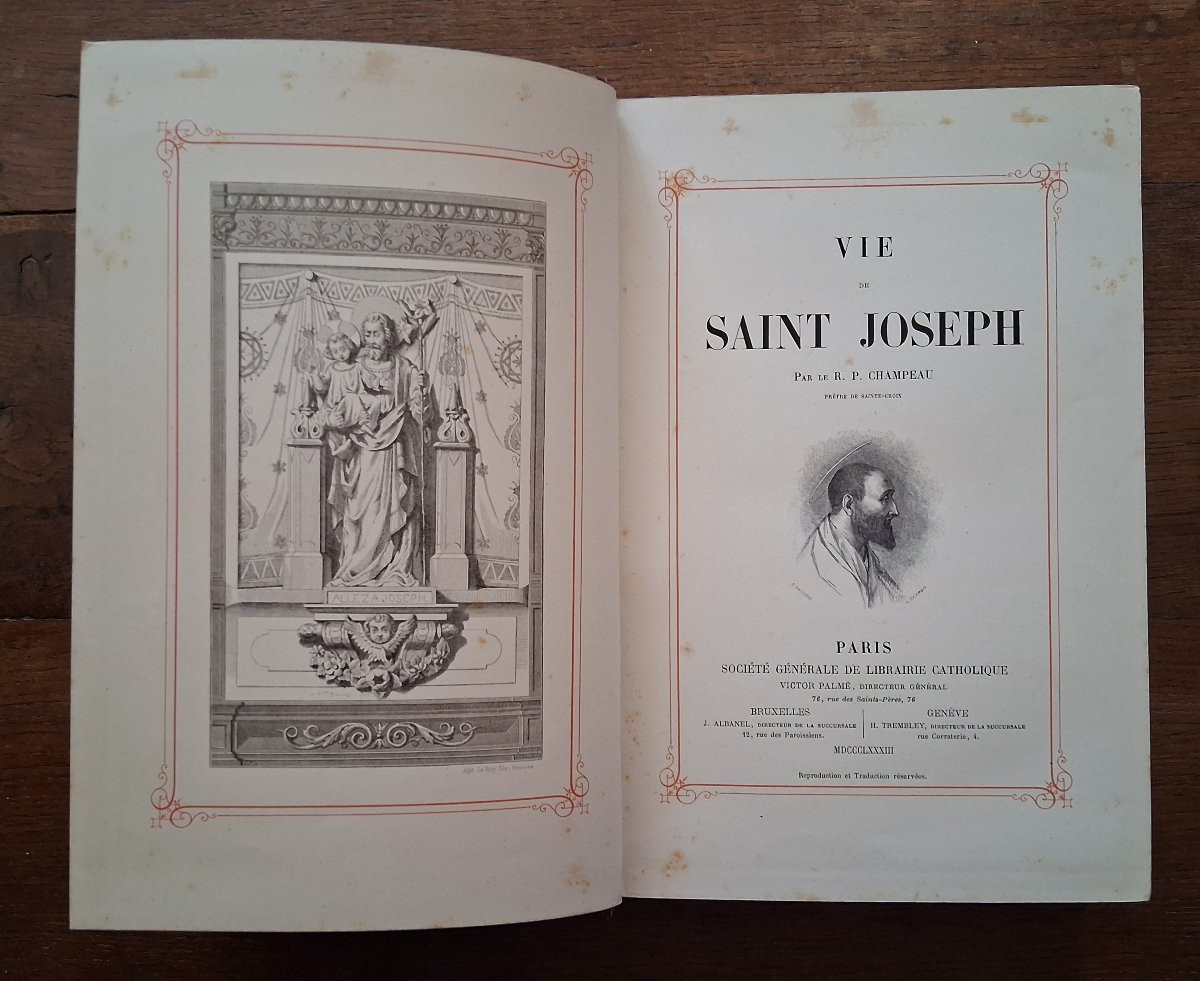 ALLEZ A JOSEPH
VIE
DE
SAINT JOSEPH
PAR LE R. P. CHAMPEAU
PRÊTRE DE SAINTE-CROIX
PARIS
SOCIÉTÉ GÉNÉRALE DE LIBRAIRIE CATHOLIQUE
VICTOR PALMÉ, DIRECTEUR GÉNÉRAL
76, rue des Saints-Pères, 76
BRUXELLES
J. ALBANEL, DIRECTEUR DE LA SUCCURSALE
12, rue des Paroissiens.
GENÈVE
H. TREMBLEY, DIRECTEUR DE LA SUCCURSALE
rue Corraterie, 4.
MDCCCLXXXIII
Reproduction et Traduction réservées.